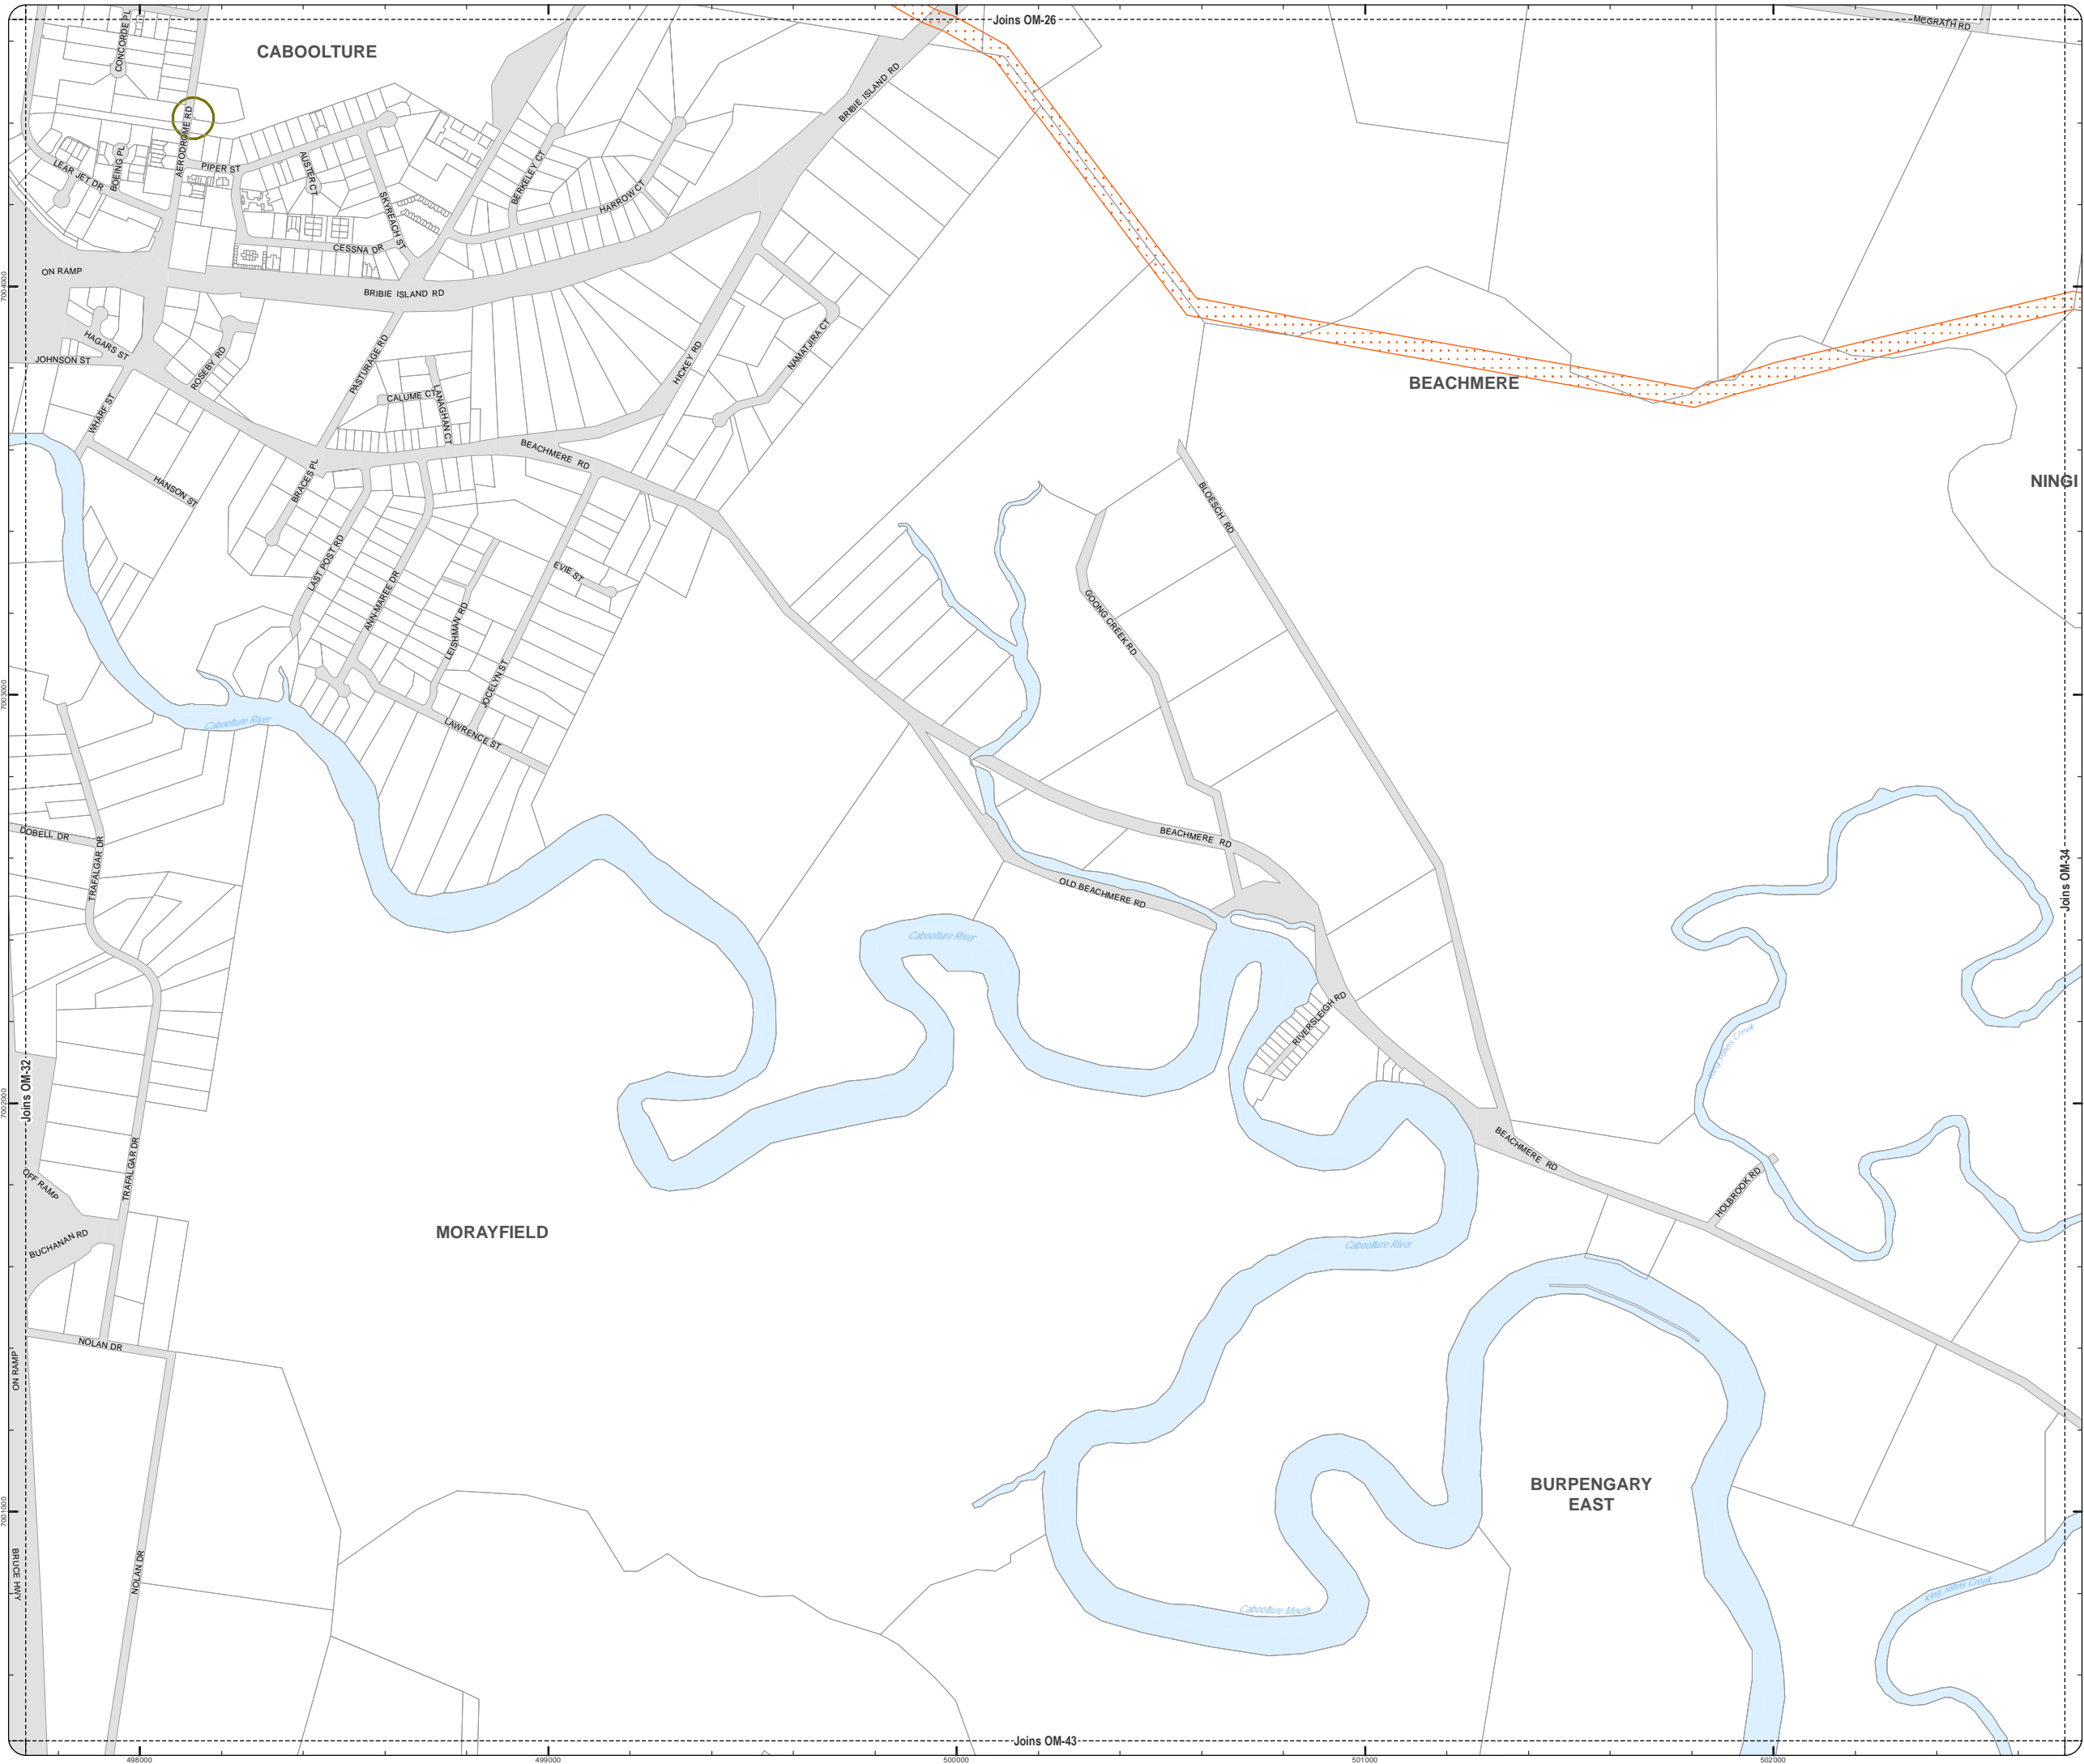 Joins OM-26
MCGRATH RD
CONCORDE PL
CABOOLTURE
BRIBIE ISLAND RD
AERODROME RD
LEAR JET DR
BOEING PL
PIPER ST
AUSTER CT
BERKELEY CT
HARROW CT
SKYREACH ST
CESSNA DR
ON RAMP
BRIBIE ISLAND RD
7004000
HAGARS ST
JOHNSON ST
ROSEBY RD
PASTURAGE RD
CALUME CT
LANAGHAN CT
HICKEY RD
NAMATJIRA CT
BEACHMERE
WHARF ST
BEACHMERE RD
HANSON ST
BRACES PL
NINGI
BLOESCH RD
LAST POST RD
ANN-MAREE DR
LEISHMAN RD
EVIE ST
GOONG CREEK RD
JOCELYN ST
7003000
Caboolture River
LAWRENCE ST
DOBELL DR
TRAFALGAR DR
BEACHMERE RD
OLD BEACHMERE RD
Joins OM-34
Caboolture River
RIVERSLEIGH RD
King Johns Creek
Joins OM-32
7002000
TRAFALGAR DR
BEACHMERE RD
HOLBROOK RD
OFF RAMP
BUCHANAN RD
MORAYFIELD
Caboolture River
NOLAN DR
ON RAMP
BURPENGARY
EAST
7001000
NOLAN DR
BRUCE HWY
Caboolture Mouth
King Johns Creek
Joins OM-43
498000
499000
500000
501000
502000